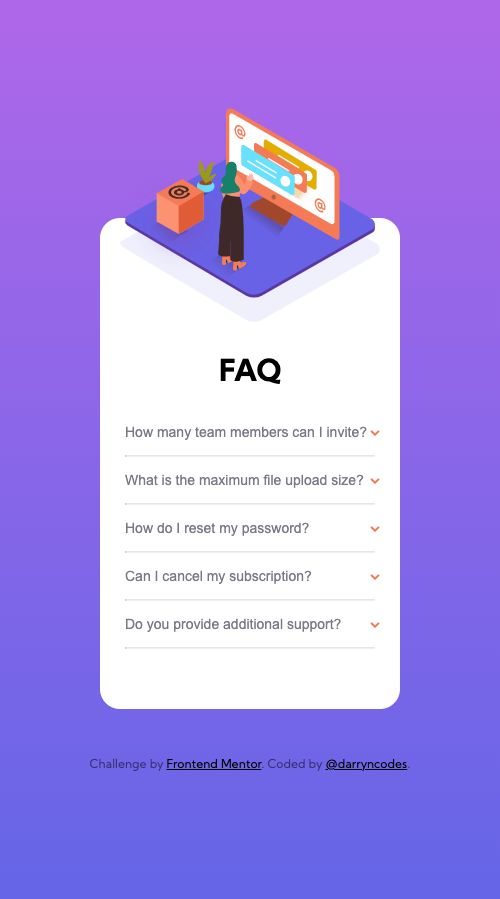 @
@
@
FAQ
How many team members can I invite?
What is the maximum file upload size?
How do I reset my password?
Can I cancel my subscription?
Do you provide additional support?
Challenge by Frontend Mentor. Coded by @darryncodes.